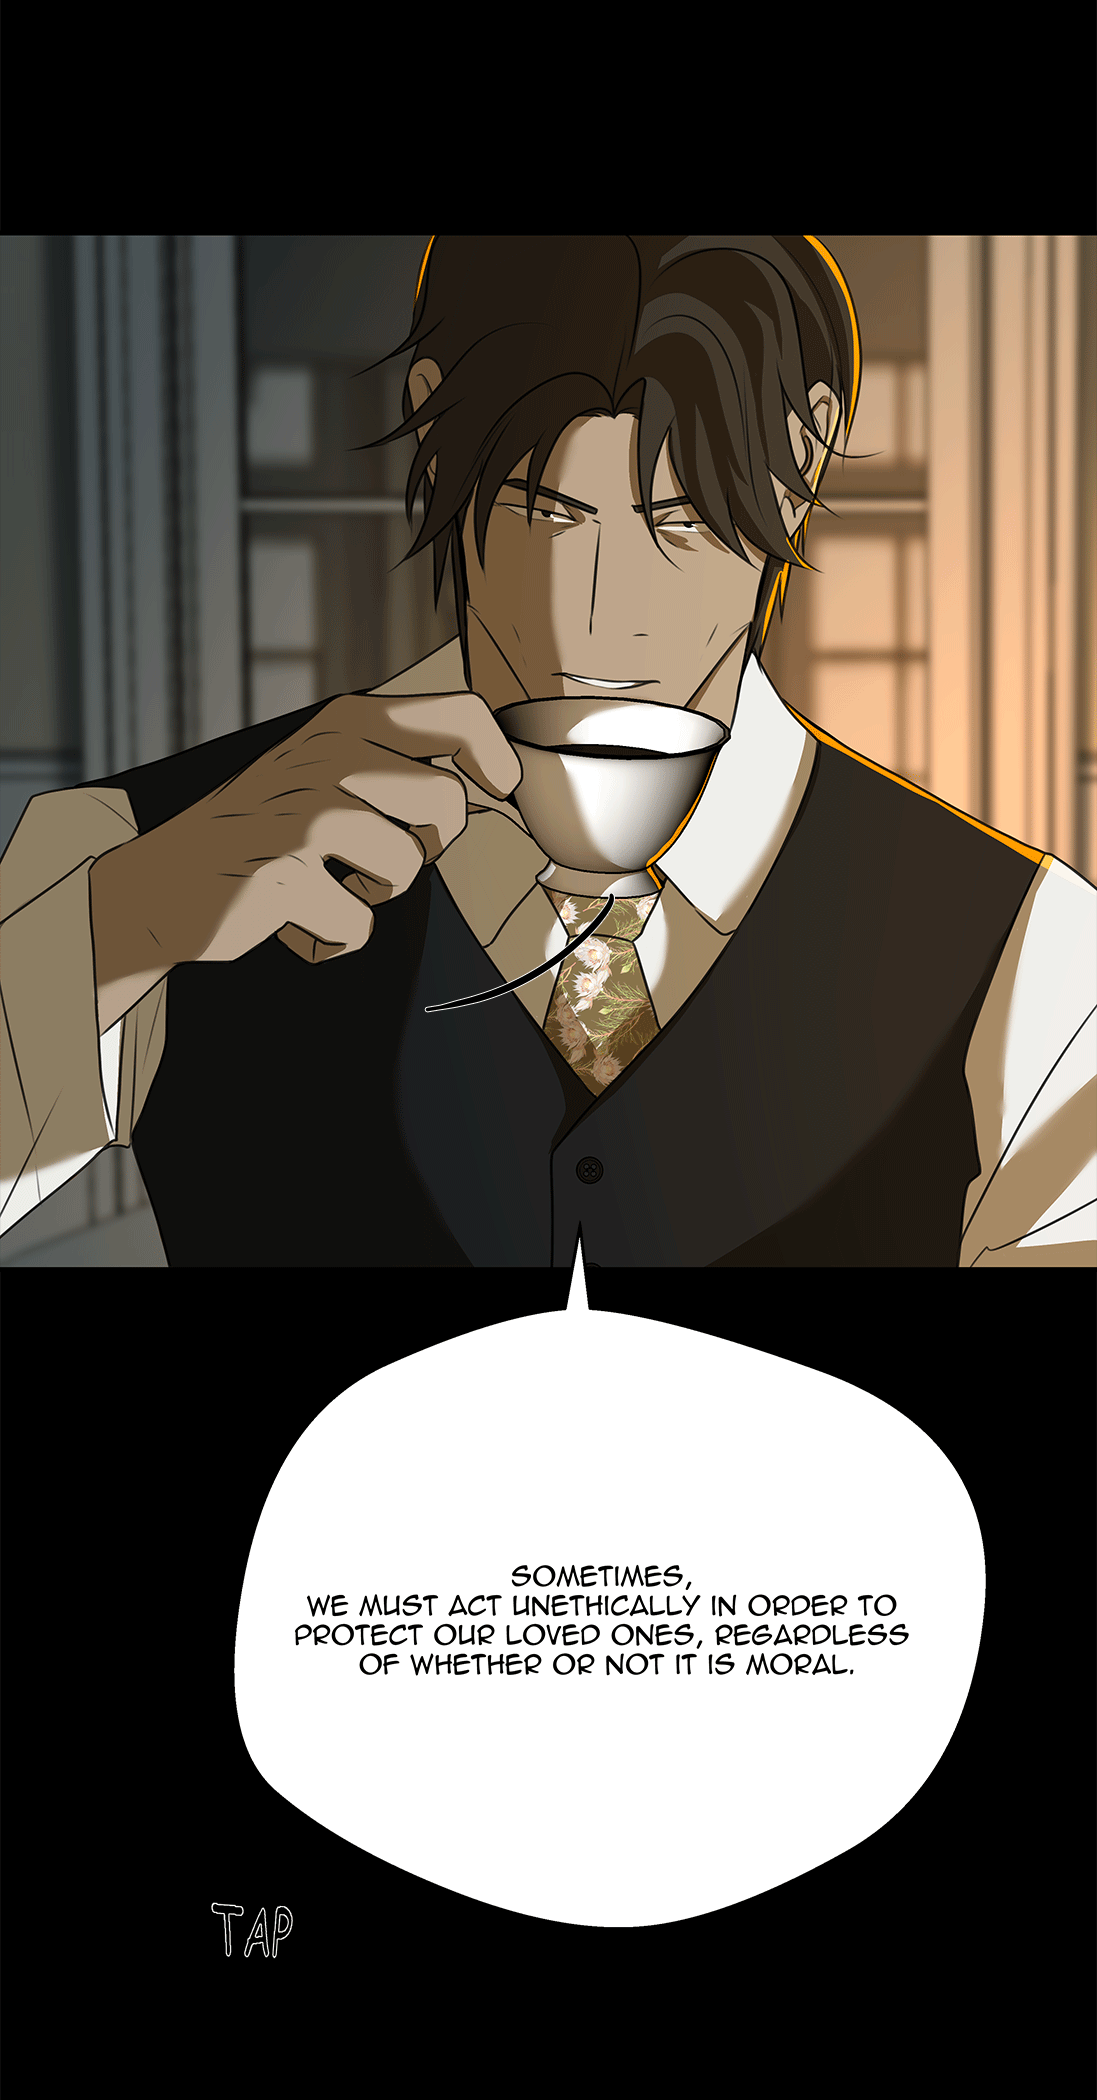 SOMETIMES,
WE MUST ACT UNETHICALLY IN ORDER TO
PROTECT OUR LOVED ONES, REGARDLESS
OF WHETHER OR NOT IT IS MORAL.
TAP